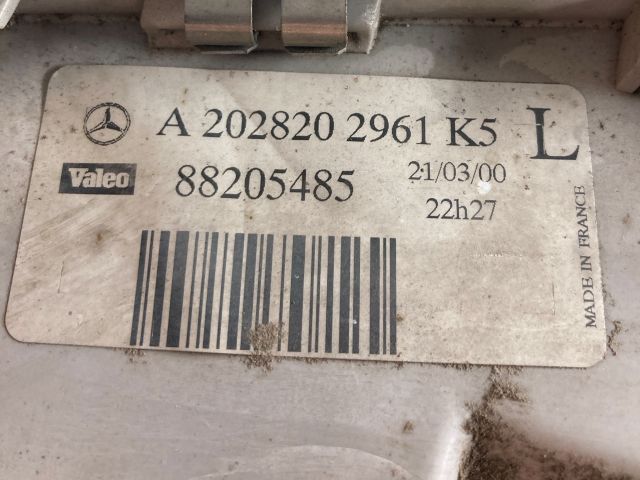 A 202820 2961 K5 L
Valeo 88205485 21/03/00
22h27
MADE IN FRANCE